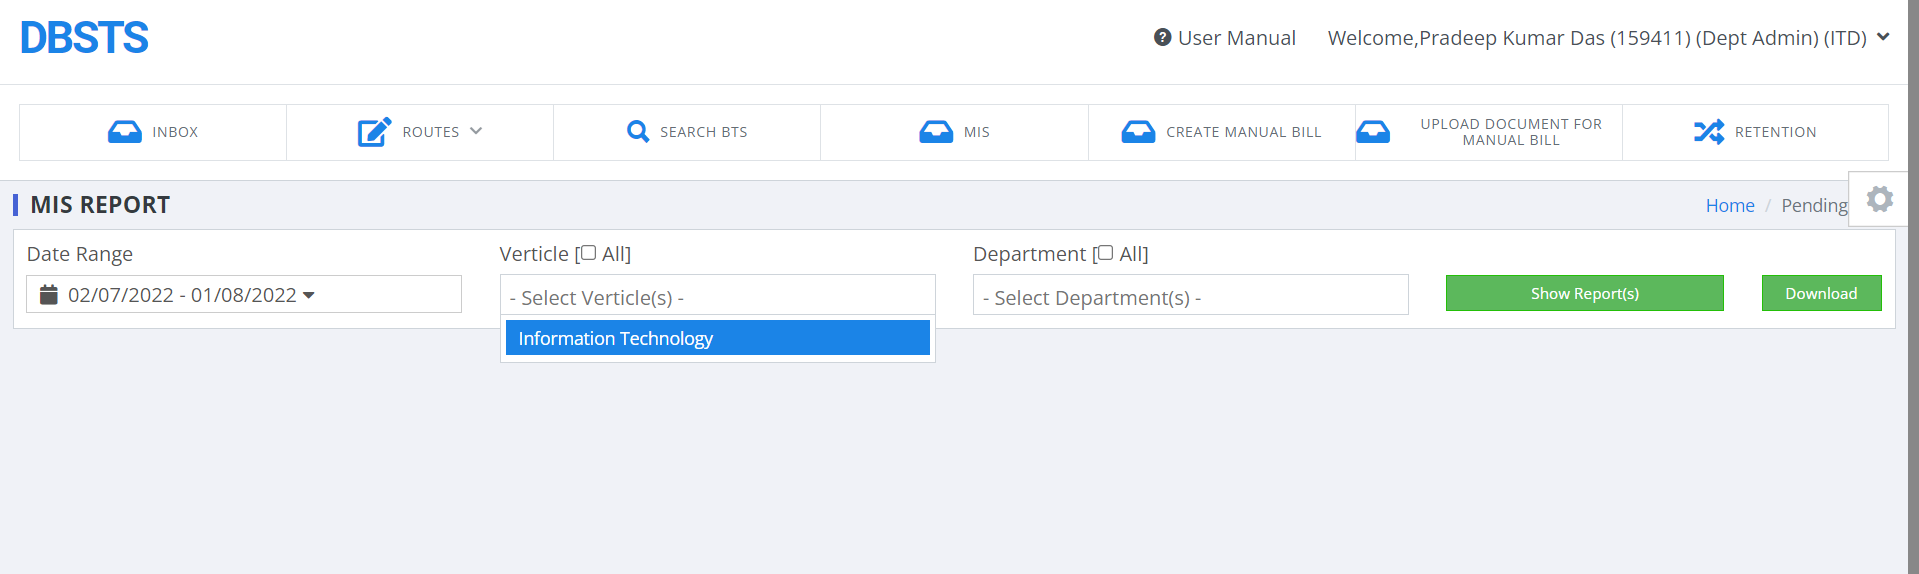 DBSTS
User Manual
Welcome,Pradeep Kumar Das (159411) (Dept Admin) (ITD)
INBOX
ROUTES
SEARCH BTS
MIS
CREATE MANUAL BILL
UPLOAD DOCUMENT FOR
MANUAL BILL
RETENTION
MIS REPORT
Home / Pending
Date Range
Verticle [ All]
Department [ All]
02/07/2022 - 01/08/2022
- Select Verticle(s) -
- Select Department(s) -
Show Report(s)
Download
Information Technology